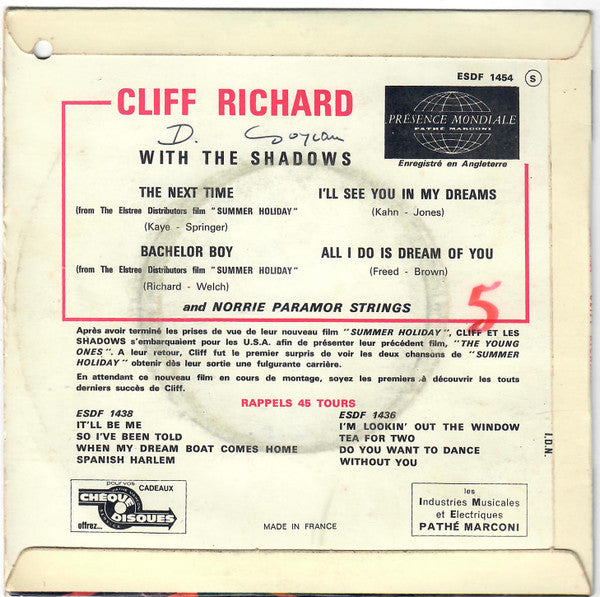 ESDF 1454 S
CLIFF RICHARD
D.
WITH THE SHADOWS
PRÉSENCE MONDIALE
PATHÉ MARCONI
Enregistré en Angleterre
THE NEXT TIME
(from The Elstree Distributors film "SUMMER HOLIDAY"
(Kaye - Springer)
I'LL SEE YOU IN MY DREAMS
(Kahn - Jones)
BACHELOR BOY
(from The Elstree Distributors film "SUMMER HOLIDAY"
(Richard - Welch)
ALL I DO IS DREAM OF YOU
(Freed - Brown)
and NORRIE PARAMOR STRINGS
5
Après avoir terminé les prises de vue de leur nouveau film "SUMMER HOLIDAY", CLIFF ET LES
SHADOWS s'embarquaient pour les U.S.A. afin de présenter leur précédent film, "THE YOUNG
ONES". A leur retour, Cliff fut le premier surpris de voir les deux chansons de "SUMMER
HOLIDAY" obtenir dès leur sortie une fulgurante carrière.
En attendant ce nouveau film en cours de montage, soyez les premiers à découvrir les touts
derniers succès de Cliff.
RAPPELS 45 TOURS
ESDF 1438
IT'LL BE ME
SO I'VE BEEN TOLD
WHEN MY DREAM BOAT COMES HOME
SPANISH HARLEM
ESDF 1436
I'M LOOKIN' OUT THE WINDOW
TEA FOR TWO
DO YOU WANT TO DANCE
WITHOUT YOU
I.D.N.
pour vos CADEAUX
CHÈQUE DISQUES
offrez...
MADE IN FRANCE
les
Industries Musicales
et Electriques
PATHÉ MARCONI